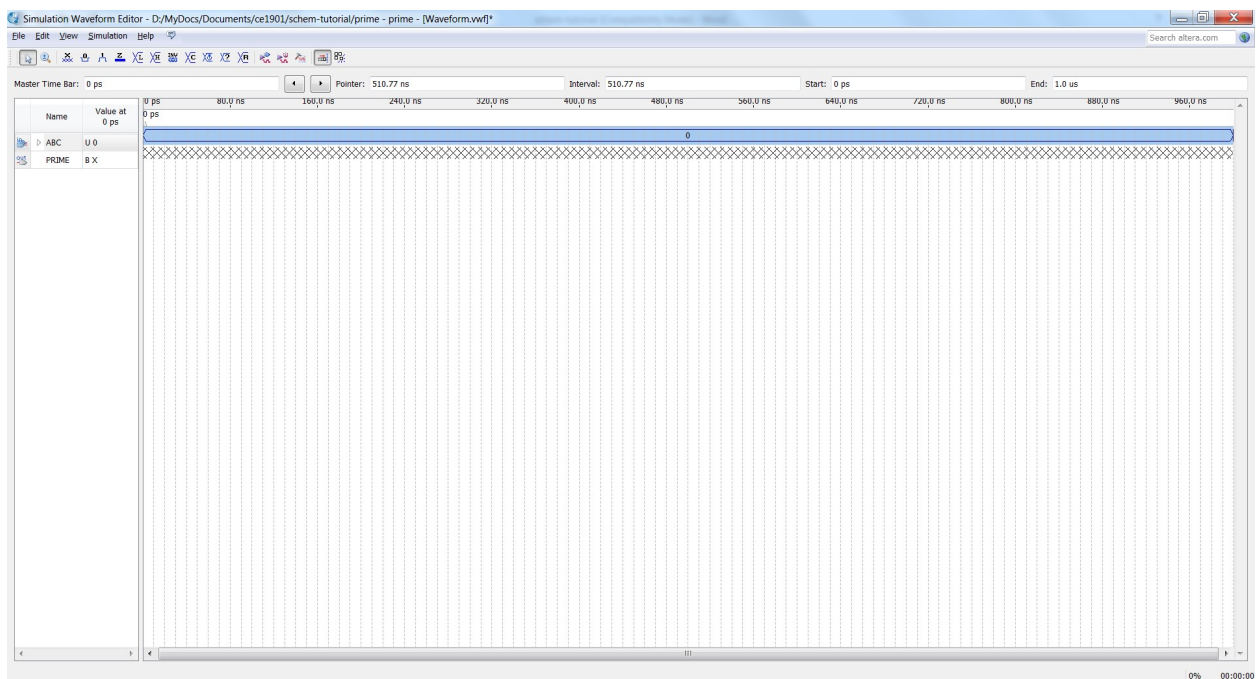 Simulation Waveform Editor - D:/MyDocs/Documents/ce1901/schem-tutorial/prime - prime - [Waveform.vwf]*
File Edit View Simulation Help
Search altera.com
Master Time Bar: 0 ps Pointer: 510.77 ns Interval: 510.77 ns Start: 0 ps End: 1.0 us
Name Value at 0 ps
0 ps 80.0 ns 160.0 ns 240.0 ns 320.0 ns 400.0 ns 480.0 ns 560.0 ns 640.0 ns 720.0 ns 800.0 ns 880.0 ns 960.0 ns
0 ps
ABC U 0 0
PRIME B X
0% 00:00:00